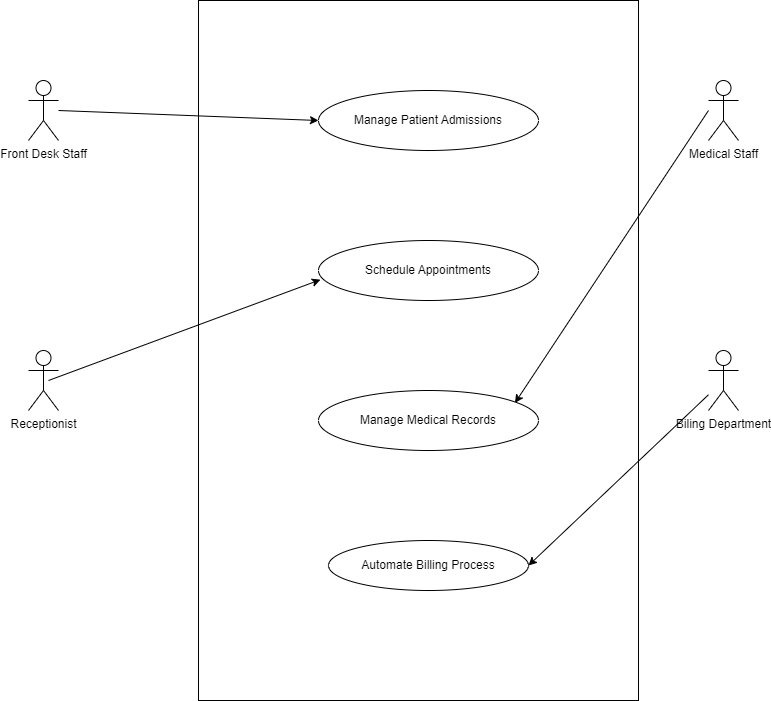 Manage Patient Admissions
Front Desk Staff
Medical Staff
Schedule Appointments
Receptionist
Manage Medical Records
Biling Department
Automate Billing Process